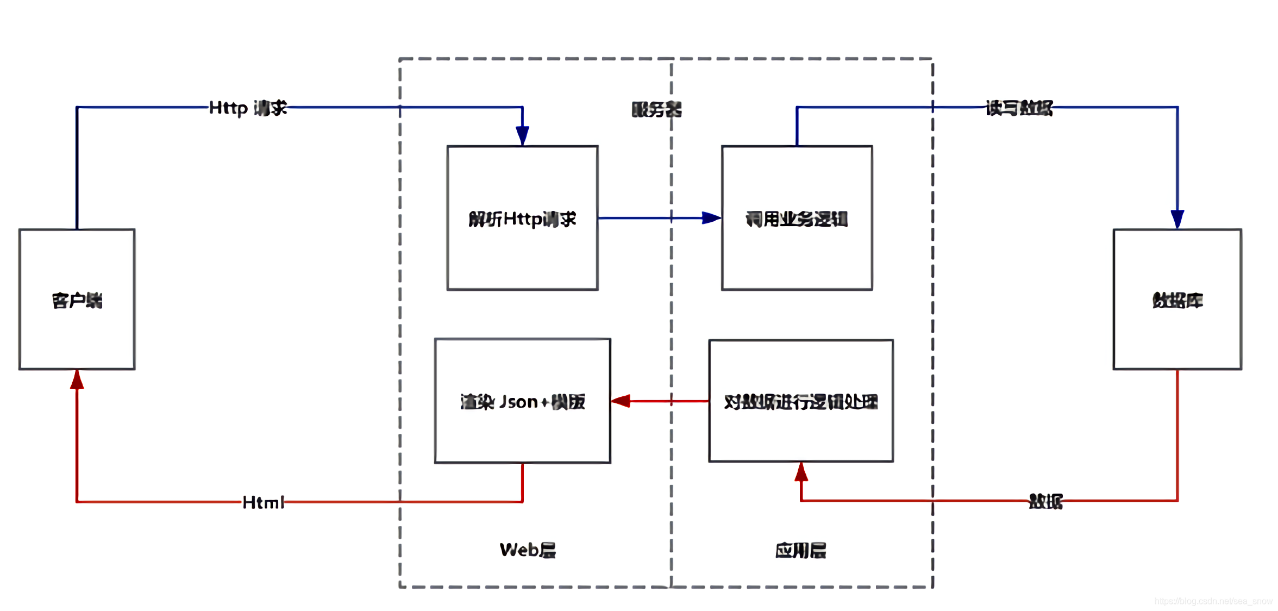 Http 请求
服务器
读写数据
解析Http请求
调用业务逻辑
客户端
数据库
渲染 Json+模版
对数据进行逻辑处理
Html
数据
Web层
应用层